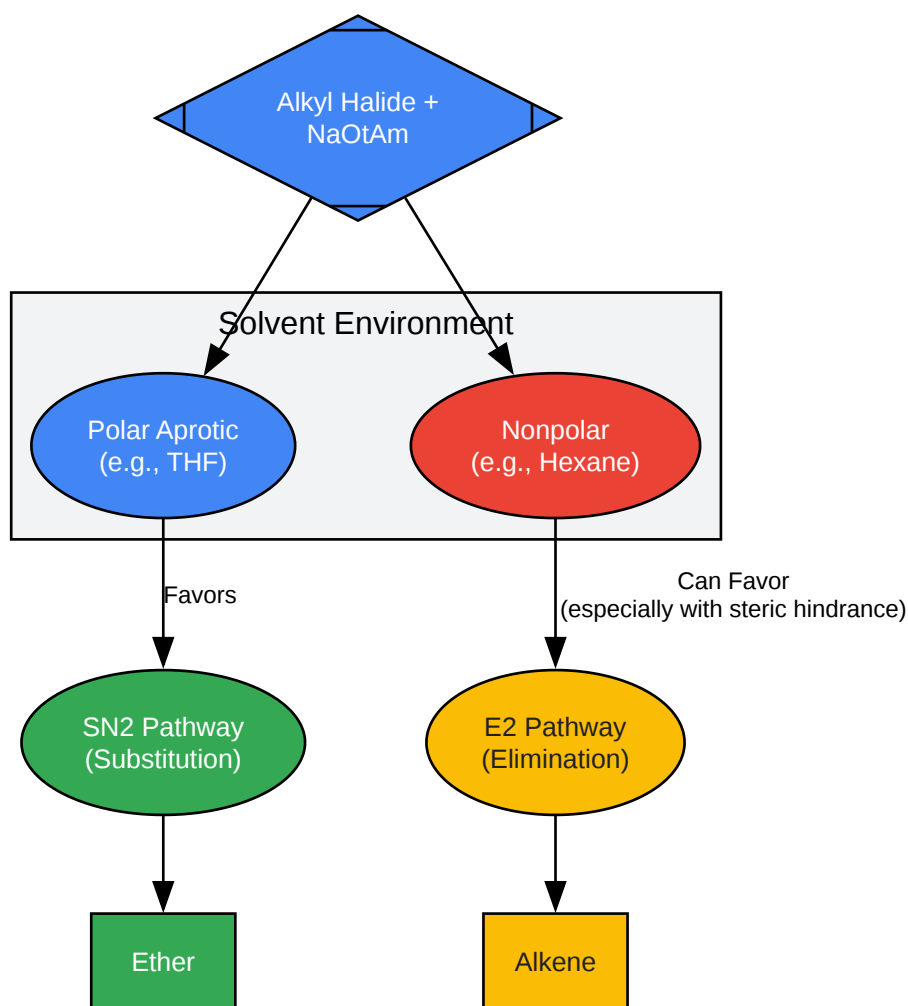 Alkyl Halide +
NaOtAm
Solvent Environment
Polar Aprotic
(e.g., THF)
Nonpolar
(e.g., Hexane)
Favors
Can Favor
(especially with steric hindrance)
SN2 Pathway
(Substitution)
E2 Pathway
(Elimination)
Ether
Alkene